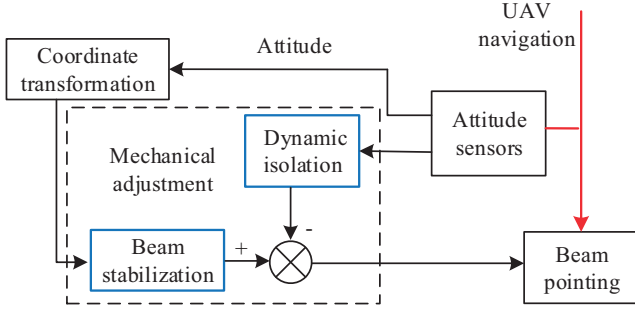 UAV
navigation
Coordinate
transformation
Attitude
Attitude
sensors
Dynamic
isolation
Mechanical
adjustment
-
+
Beam
stabilization
Beam
pointing